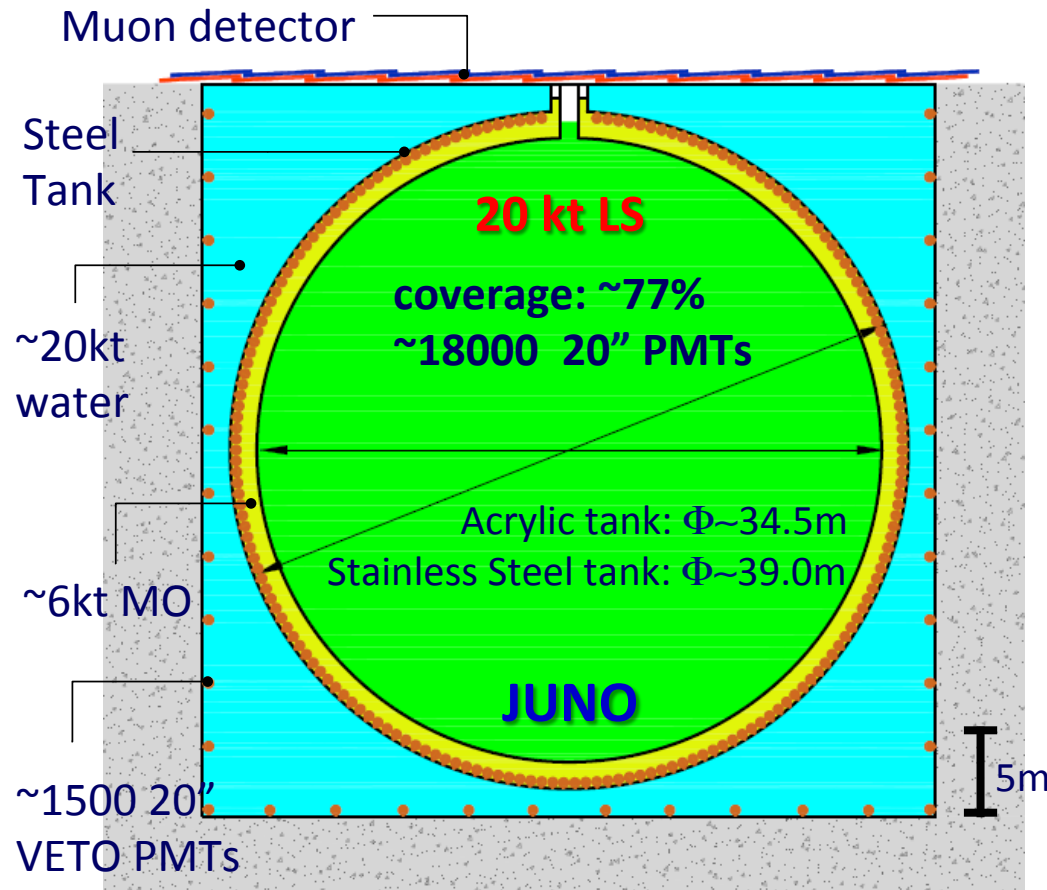 Muon detector
Steel
Tank
20 kt LS
coverage: ~77%
~18000 20” PMTs
~20kt
water
Acrylic tank: Φ~34.5m
Stainless Steel tank: Φ~39.0m
~6kt MO
JUNO
5m
~1500 20”
VETO PMTs